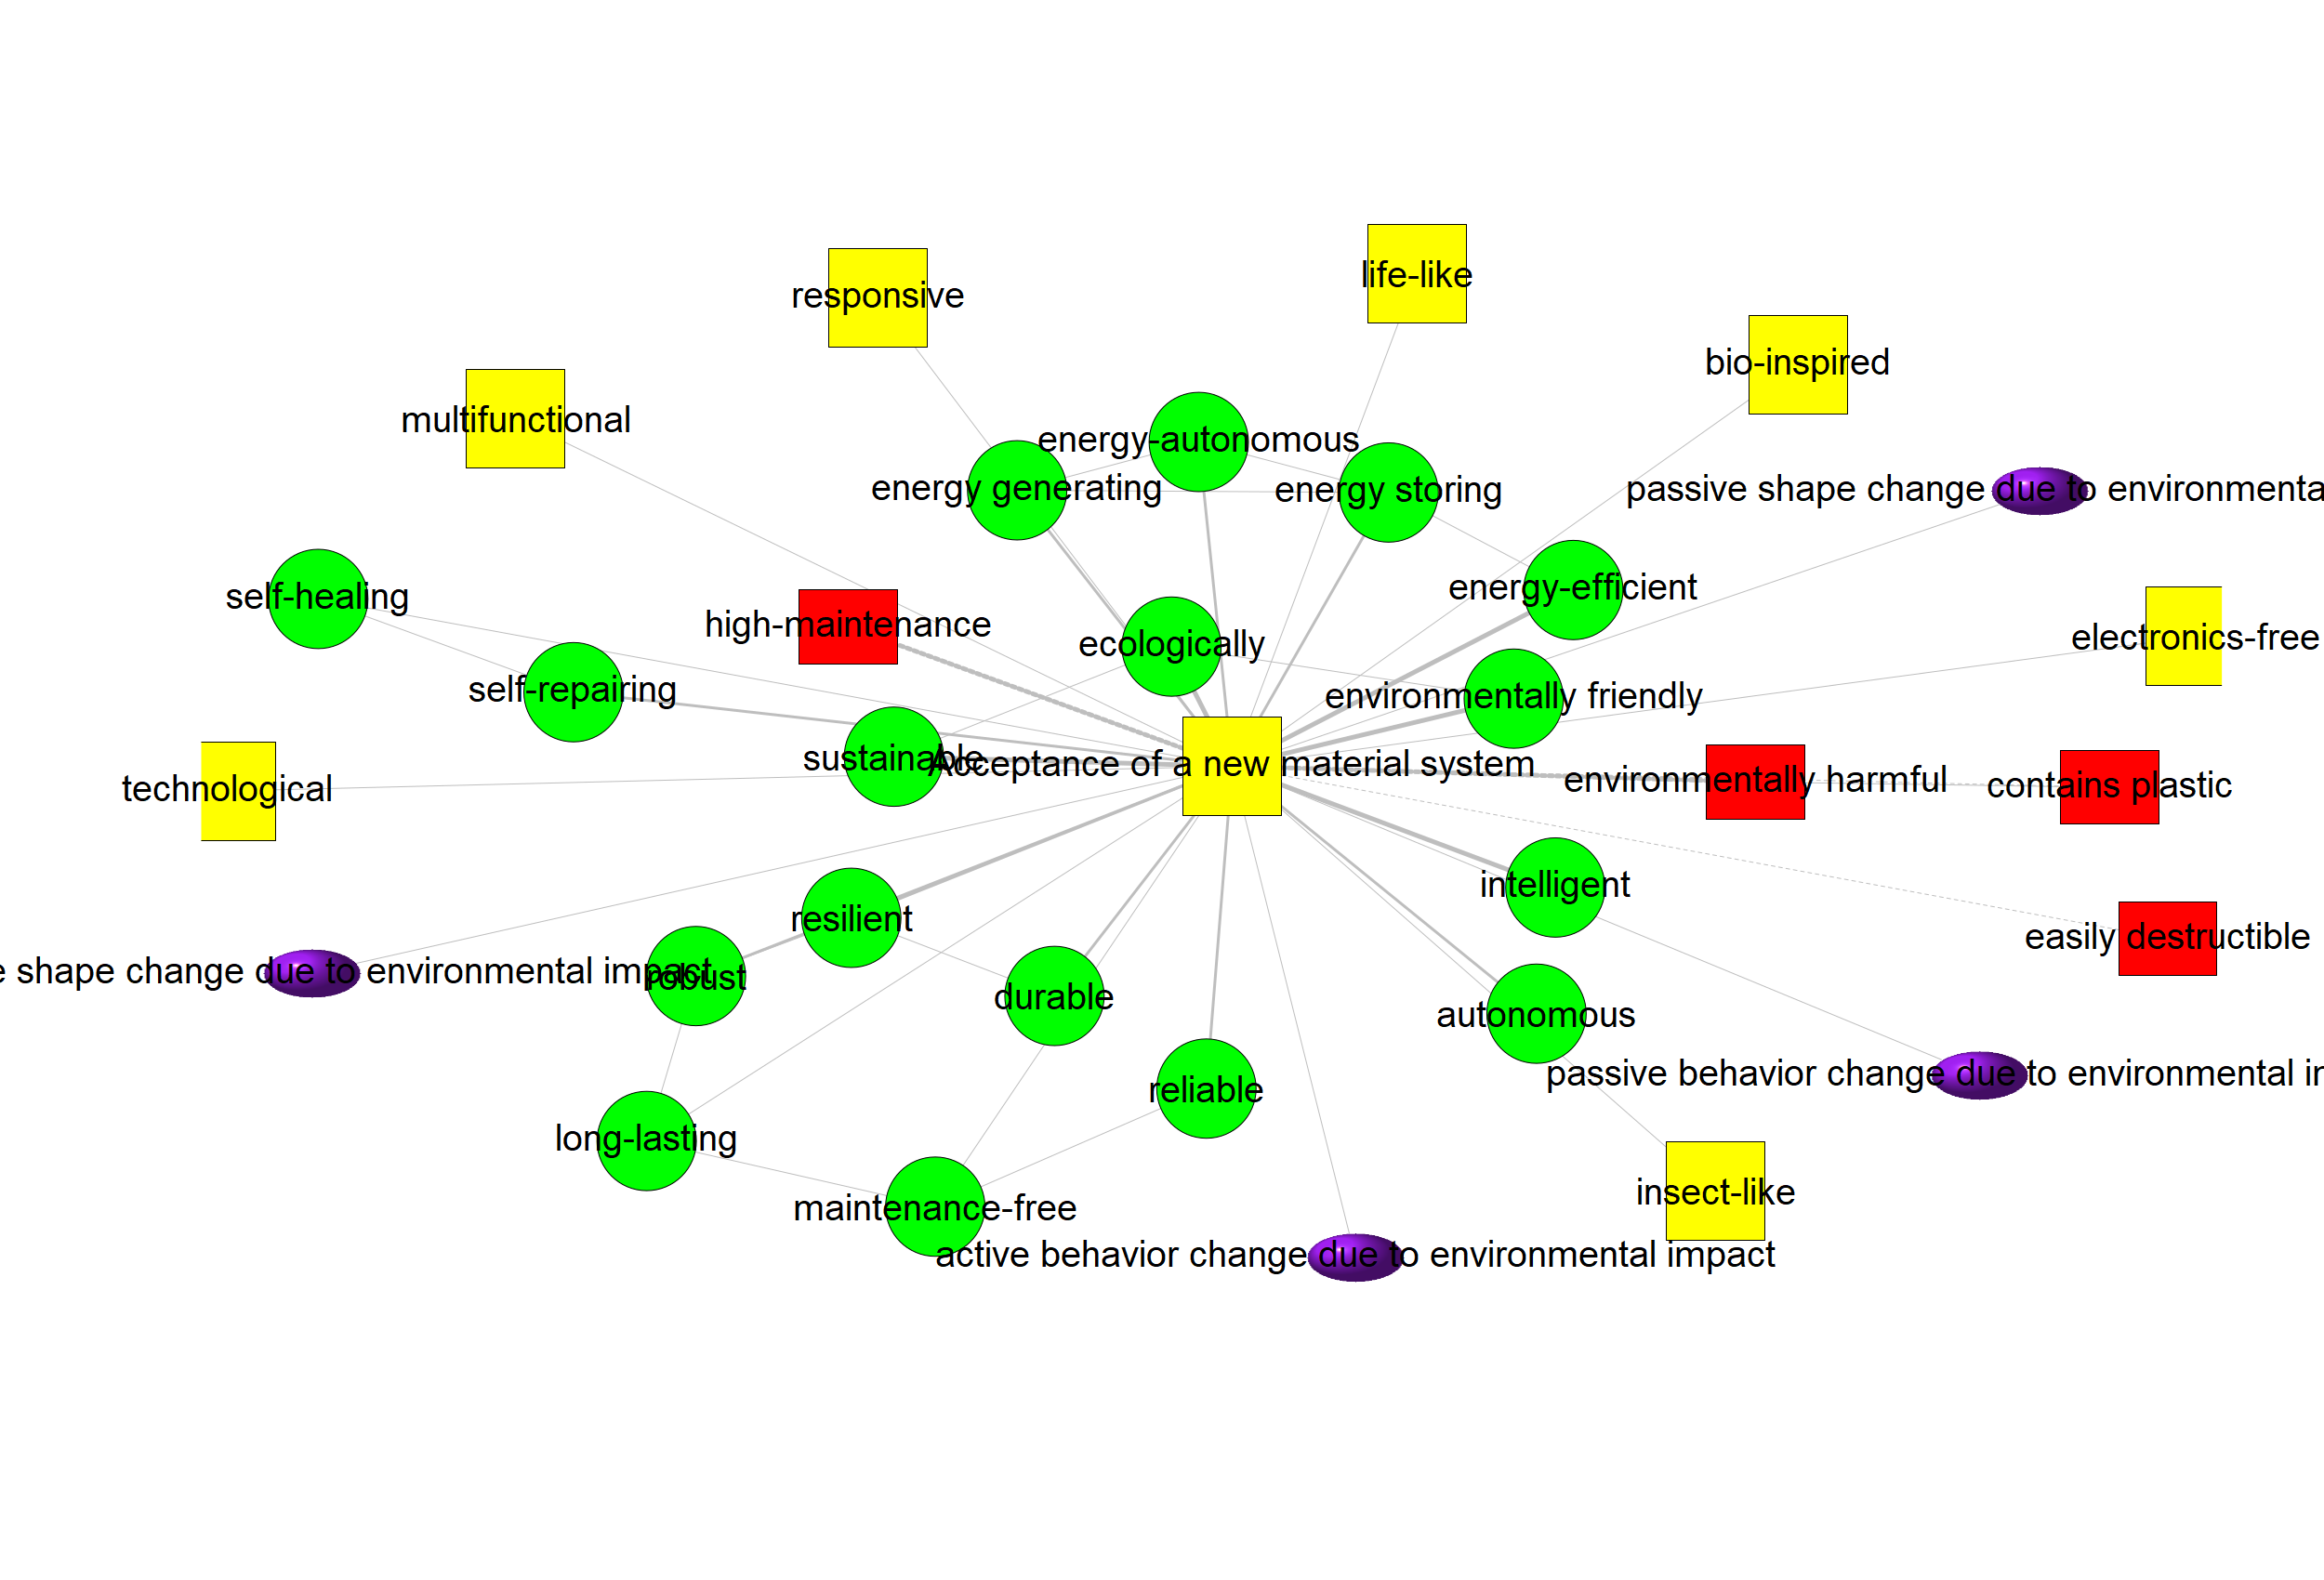 life-like
responsive
bio-inspired
multifunctional
energy-autonomous
energy generating
energy storing
passive shape change due to environmenta
energy-efficient
self-healing
high-maintenance
ecologically
electronics-free
self-repairing
environmentally friendly
sustainable
Acceptance of a new material system
environmentally harmful
contains plastic
technological
intelligent
resilient
easily destructible
e shape change due to environmental impact
robust
durable
autonomous
passive behavior change due to environmental in
reliable
long-lasting
insect-like
maintenance-free
active behavior change due to environmental impact